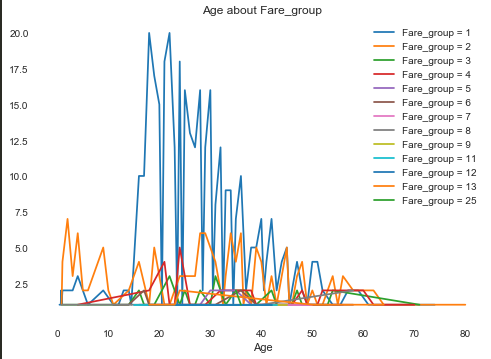 Age about Fare_group
20.0
17.5
15.0
12.5
10.0
7.5
5.0
2.5
0 10 20 30 40 50 60 70 80
Age
Fare_group = 1
Fare_group = 2
Fare_group = 3
Fare_group = 4
Fare_group = 5
Fare_group = 6
Fare_group = 7
Fare_group = 8
Fare_group = 9
Fare_group = 11
Fare_group = 12
Fare_group = 13
Fare_group = 25